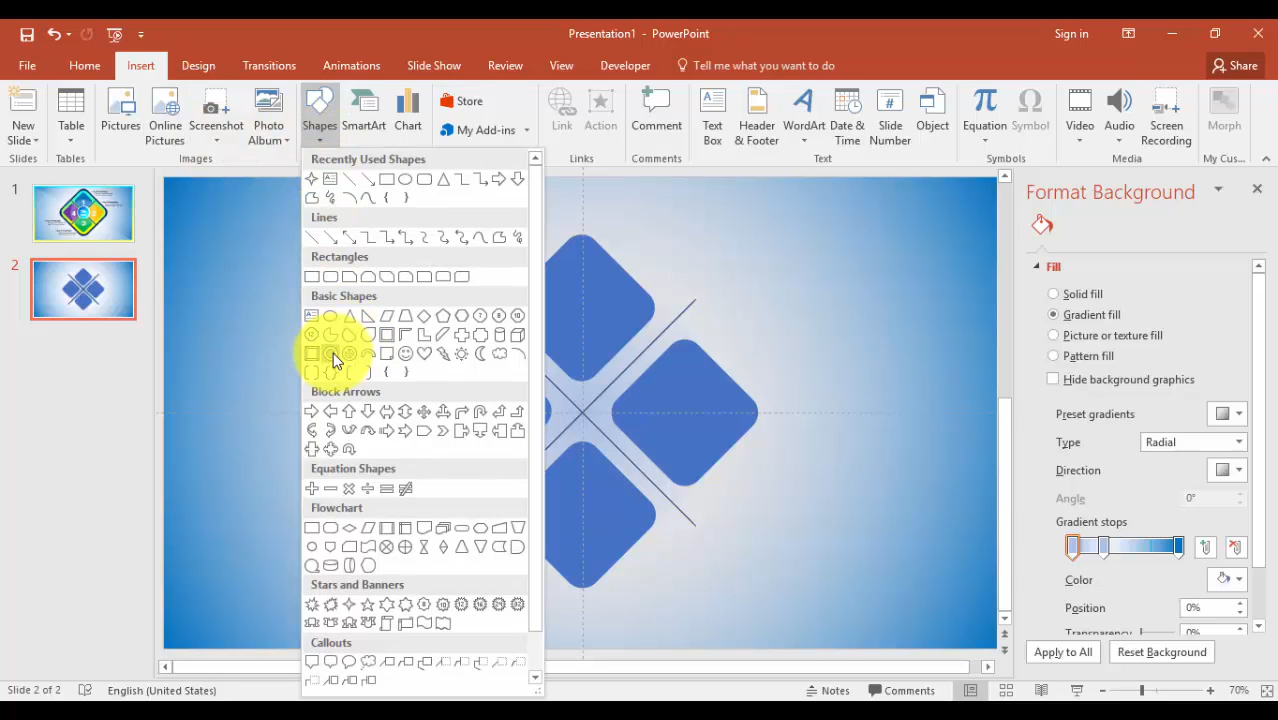 Presentation1 - PowerPoint
Sign in
File
Home
Insert
Design
Transitions
Animations
Slide Show
Review
View
Developer
Tell me what you want to do
Share
New Slide
Table
Pictures
Online Pictures
Screenshot
Photo Album
Shapes
SmartArt
Chart
Store
My Add-ins
Link
Action
Comment
Text Box
Header & Footer
WordArt
Date & Time
Slide Number
Object
Equation
Symbol
Video
Audio
Screen Recording
Morph
Slides
Tables
Images
Links
Comments
Text
Symbols
Media
My Cus...
1
2
Recently Used Shapes
Lines
Rectangles
Basic Shapes
Block Arrows
Equation Shapes
Flowchart
Stars and Banners
Callouts
Format Background
Fill
Solid fill
Gradient fill
Picture or texture fill
Pattern fill
Hide background graphics
Preset gradients
Type
Radial
Direction
Angle
0°
Gradient stops
Color
Position
0%
Transparency
0%
Apply to All
Reset Background
Slide 2 of 2
English (United States)
Notes
Comments
70%